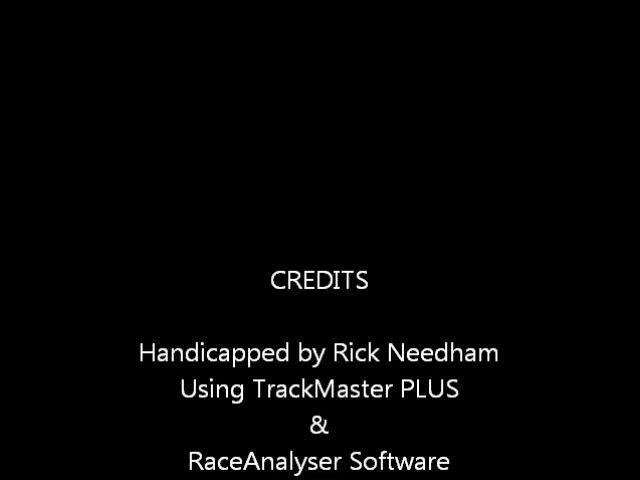 CREDITS
Handicapped by Rick Needham
Using TrackMaster PLUS
&
RaceAnalyser Software